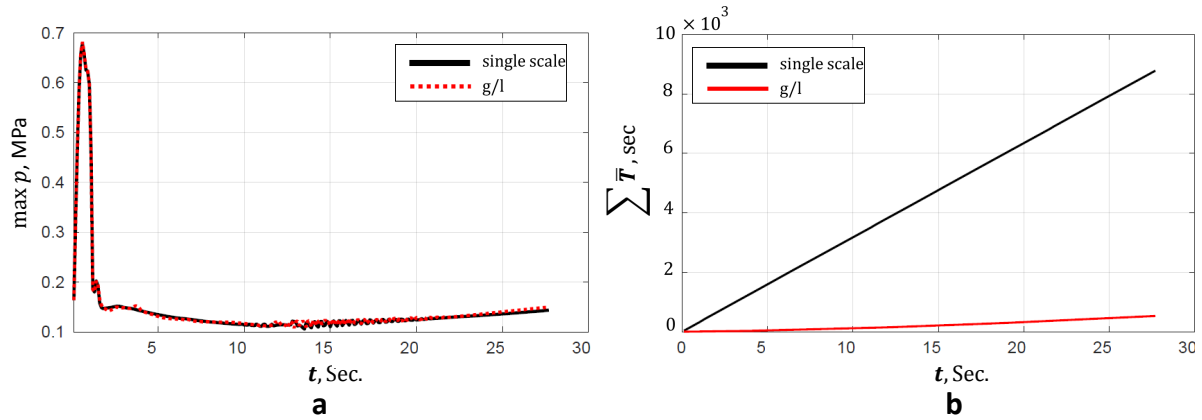 0.7
0.6
0.5
0.4
0.3
0.2
0.1
max p, MPa
single scale
g/l
5 10 15 20 25 30
t, Sec.
a
10 × 10³
8
6
4
2
0
∑ T̿, sec
single scale
g/l
0 5 10 15 20 25 30
t, Sec.
b